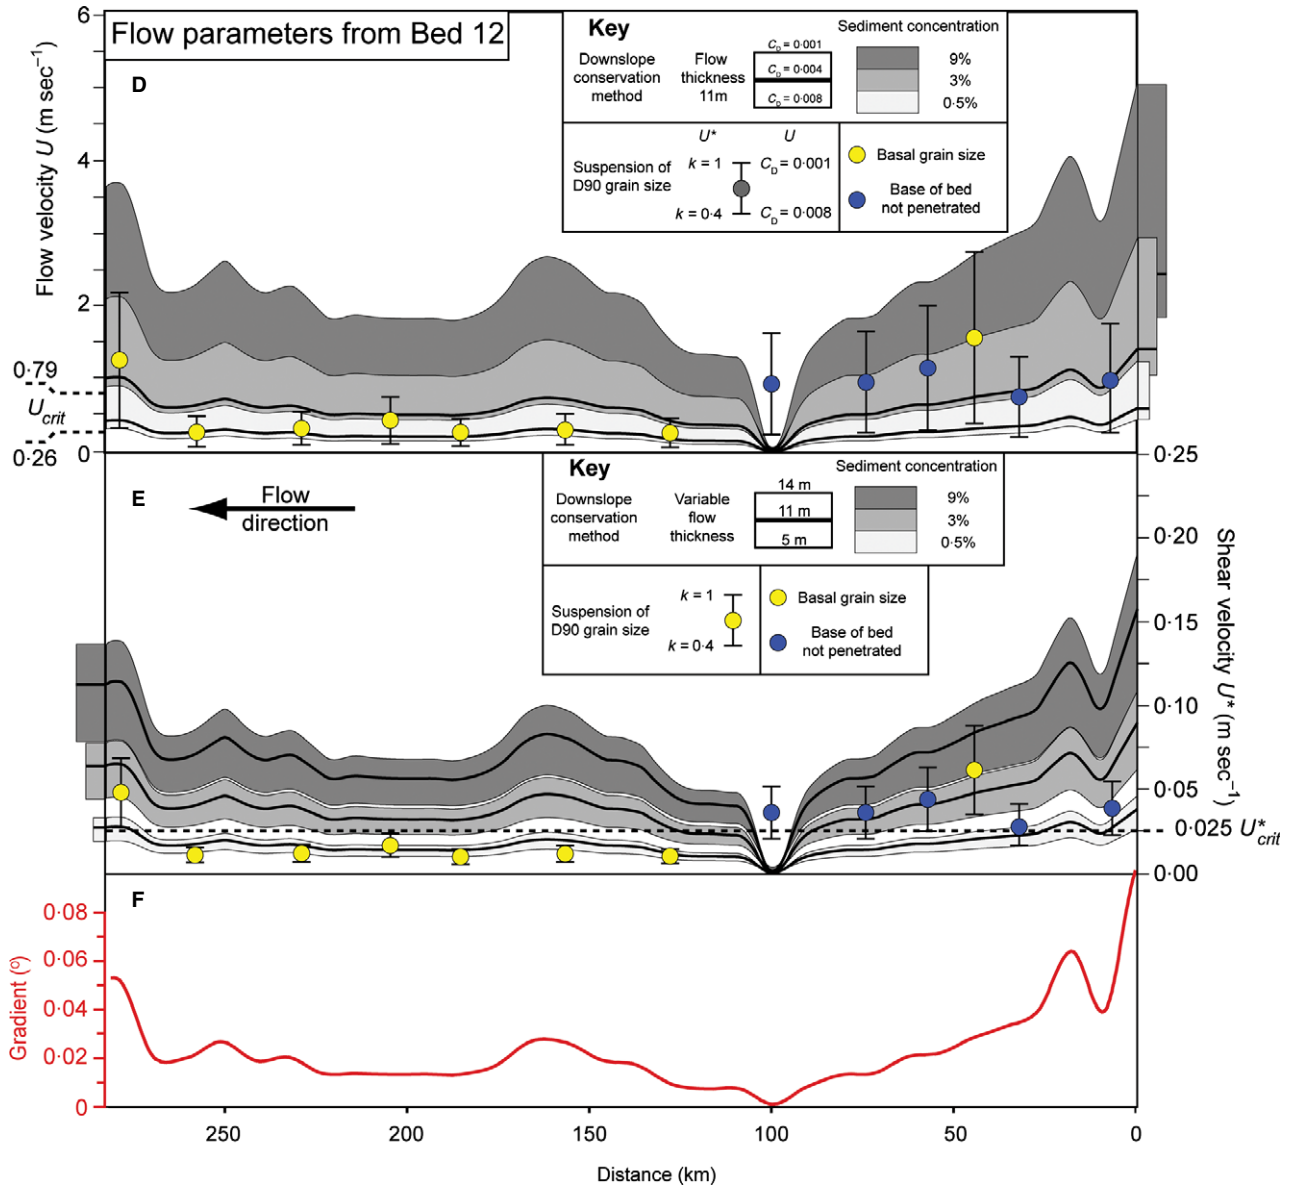 Flow parameters from Bed 12
D
Flow velocity U (m sec⁻¹)
6
4
2
0
0·79
U_crit
0·26
Key
Sediment concentration
Downslope conservation method
Flow thickness 11m
C_D = 0·001
C_D = 0·004
C_D = 0·008
9%
3%
0·5%
U*
U
Suspension of D90 grain size
k = 1
k = 0·4
C_D = 0·001
C_D = 0·008
Basal grain size
Base of bed not penetrated
E
Flow direction
Key
Sediment concentration
Downslope conservation method
Variable flow thickness
14 m
11 m
5 m
9%
3%
0·5%
Suspension of D90 grain size
k = 1
k = 0·4
Basal grain size
Base of bed not penetrated
0·25
0·20
0·15
0·10
0·05
0·025 U*_crit
0·00
Shear velocity U* (m sec⁻¹)
F
Gradient (°)
0·08
0·06
0·04
0·02
0
250
200
150
100
50
0
Distance (km)